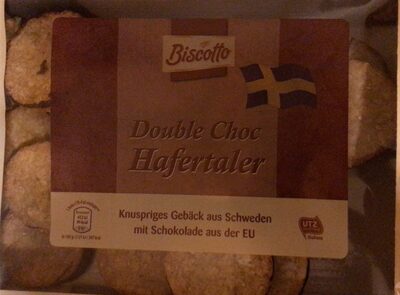 Biscotto
Double Choc
Hafertaler
Knuspriges Gebäck aus Schweden
mit Schokolade aus der EU
UTZ